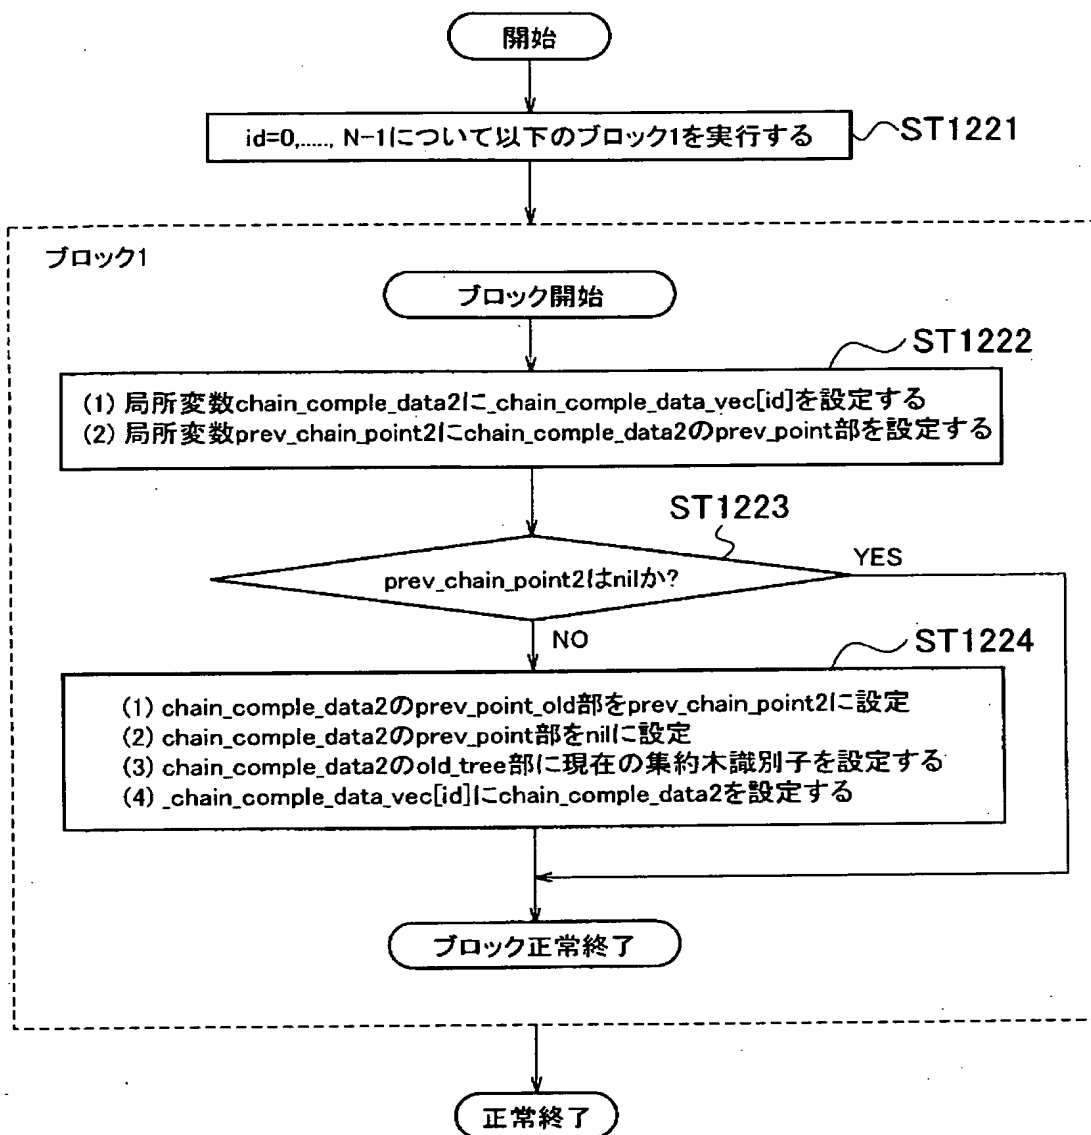 開始
id=0,....., N-1について以下のブロック1を実行する
ST1221
ブロック1
ブロック開始
ST1222
(1) 局所変数chain_comple_data2に_chain_comple_data_vec[id]を設定する
(2) 局所変数prev_chain_point2にchain_comple_data2のprev_point部を設定する
ST1223
prev_chain_point2はnilか?
YES
NO
ST1224
(1) chain_comple_data2のprev_point_old部をprev_chain_point2に設定
(2) chain_comple_data2のprev_point部をnilに設定
(3) chain_comple_data2のold_tree部に現在の集約木識別子を設定する
(4) _chain_comple_data_vec[id]にchain_comple_data2を設定する
ブロック正常終了
正常終了